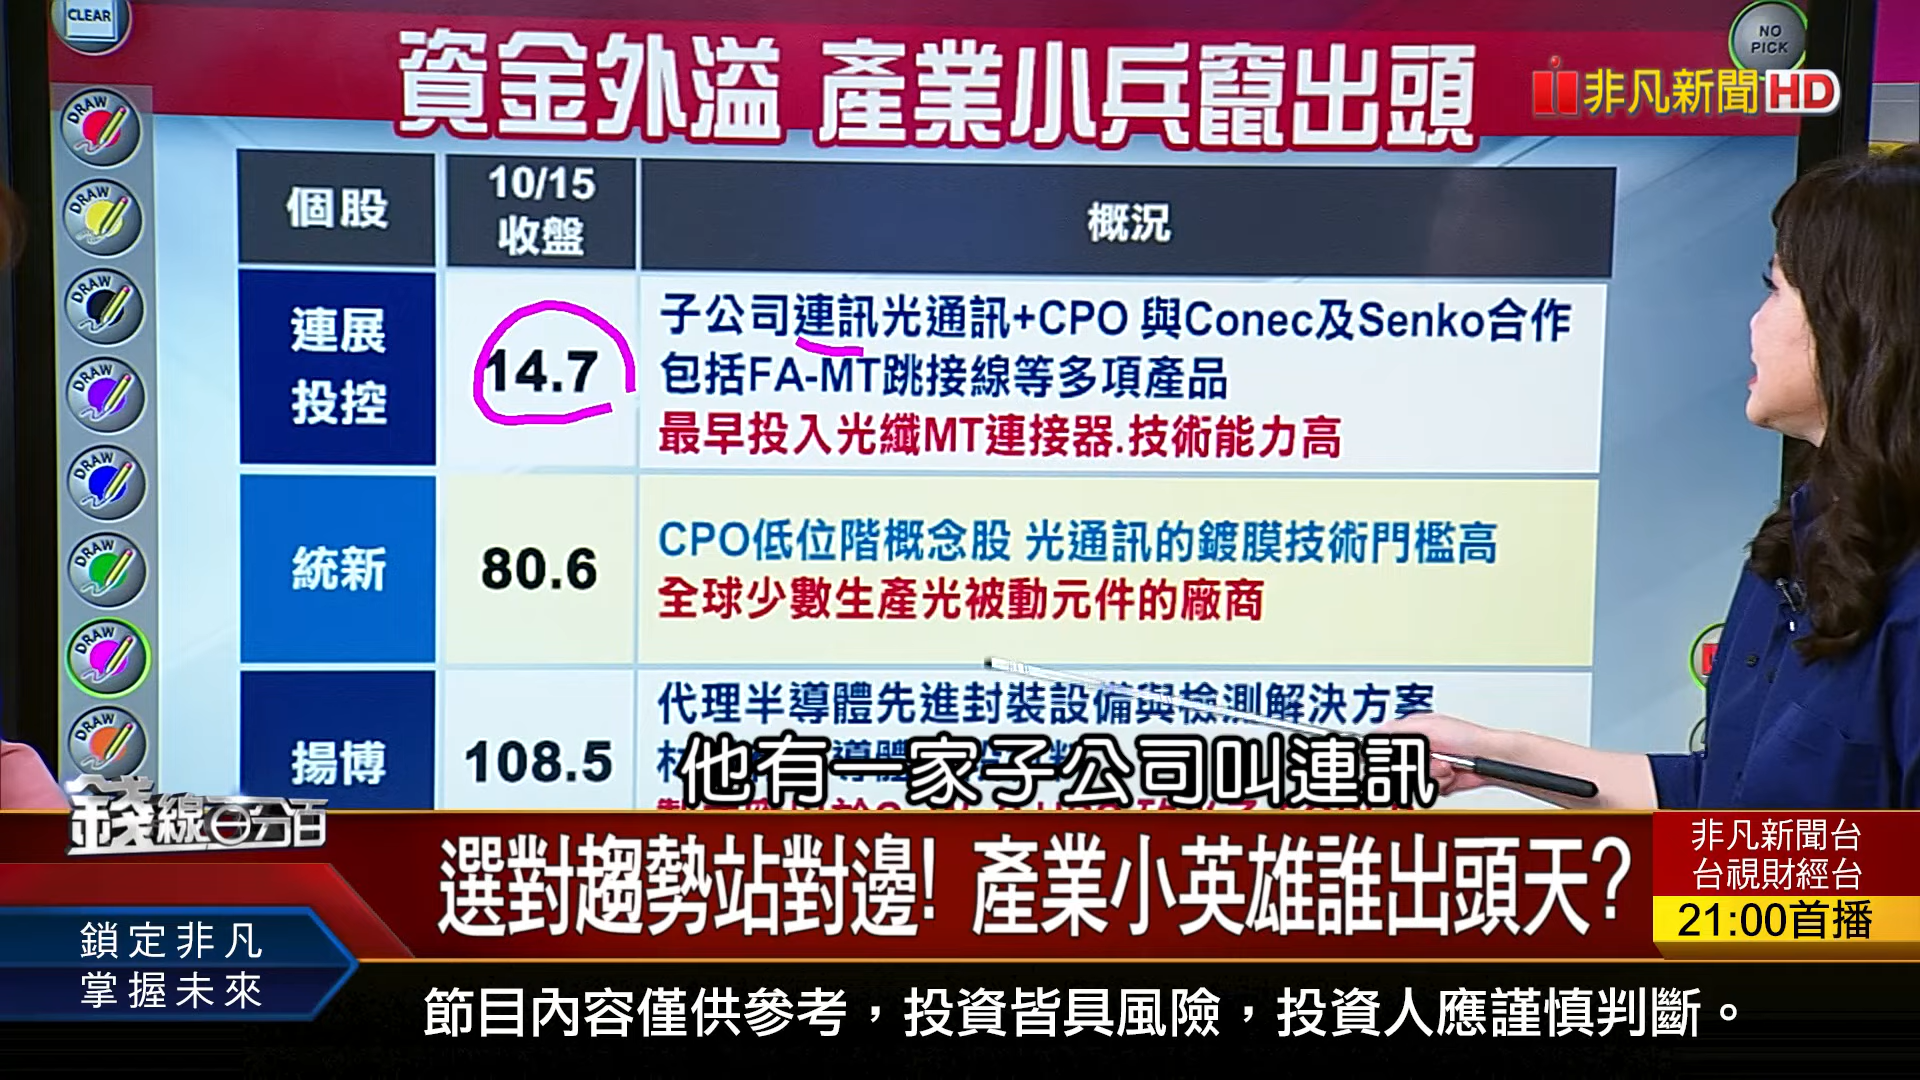 CLEAR
資金外溢 產業小兵竄出頭
NO
PICK
非凡新聞HD
DRAW
DRAW
DRAW
DRAW
DRAW
DRAW
DRAW
DRAW
個股
10/15
收盤
概況
連展
投控
14.7
子公司連訊光通訊+CPO 與Conec及Senko合作
包括FA-MT跳接線等多項產品
最早投入光纖MT連接器.技術能力高
統新
80.6
CPO低位階概念股 光通訊的鍍膜技術門檻高
全球少數生產光被動元件的廠商
揚博
108.5
代理半導體先進封裝設備與檢測解決方案
他有一家子公司叫連訊
錢線百分百
選對趨勢站對邊! 產業小英雄誰出頭天?
非凡新聞台
台視財經台
21:00首播
鎖定非凡
掌握未來
節目內容僅供參考，投資皆具風險，投資人應謹慎判斷。